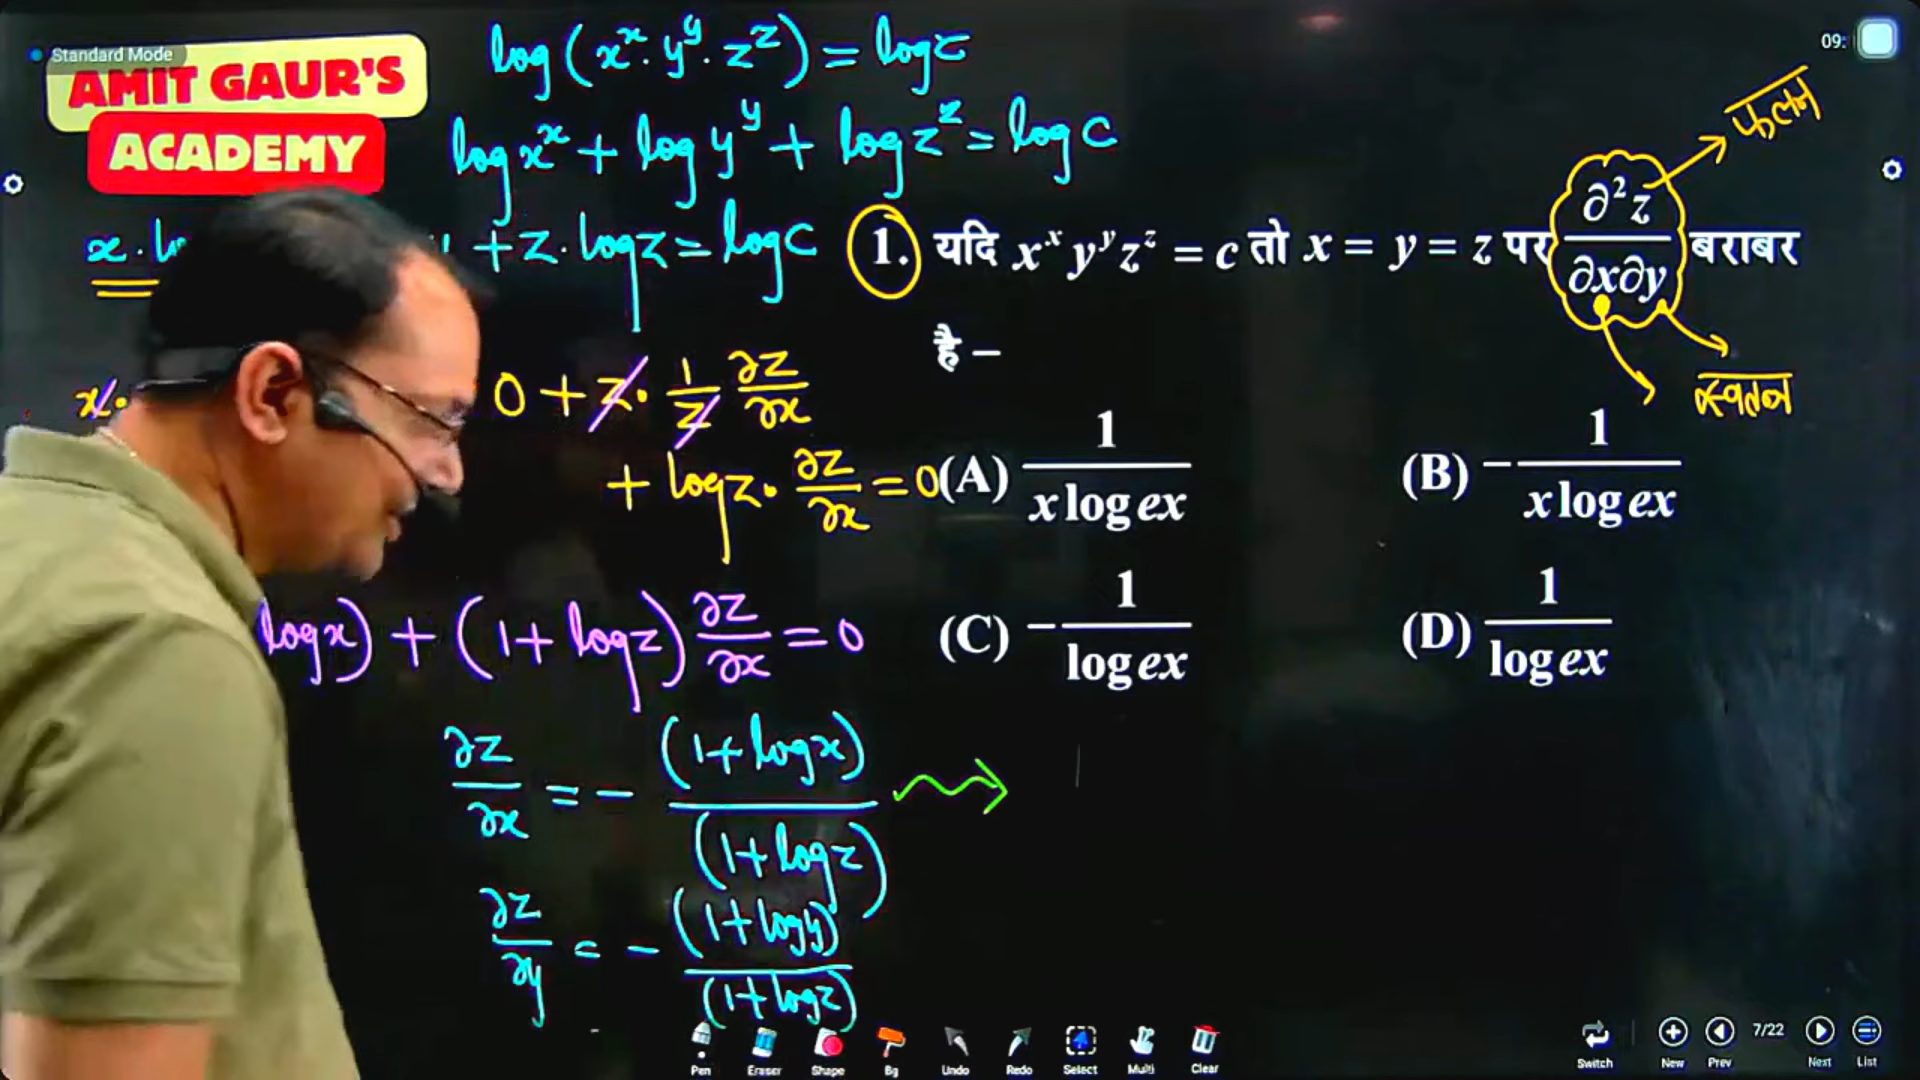 Standard Mode
09:
AMIT GAUR'S
ACADEMY
log(x^x · y^y · z^z) = log c
log x^x + log y^y + log z^z = log c
+ z · log z = log c
1. यदि x^x y^y z^z = c तो x = y = z पर ∂²z/∂x∂y बराबर
है –
फलन
स्वतन्त्र
0 + z · 1/z ∂z/∂x
+ log z · ∂z/∂x = 0
(A) 1/(x log ex)
(B) -1/(x log ex)
(C) -1/(log ex)
(D) 1/(log ex)
log x) + (1 + log z) ∂z/∂x = 0
∂z/∂x = - (1 + log x)/(1 + log z)
∂z/∂y = - (1 + log y)/(1 + log z)
Pen Eraser Shape Bg Undo Redo Select Multi Clear
Switch New Prev 7/22 Next List